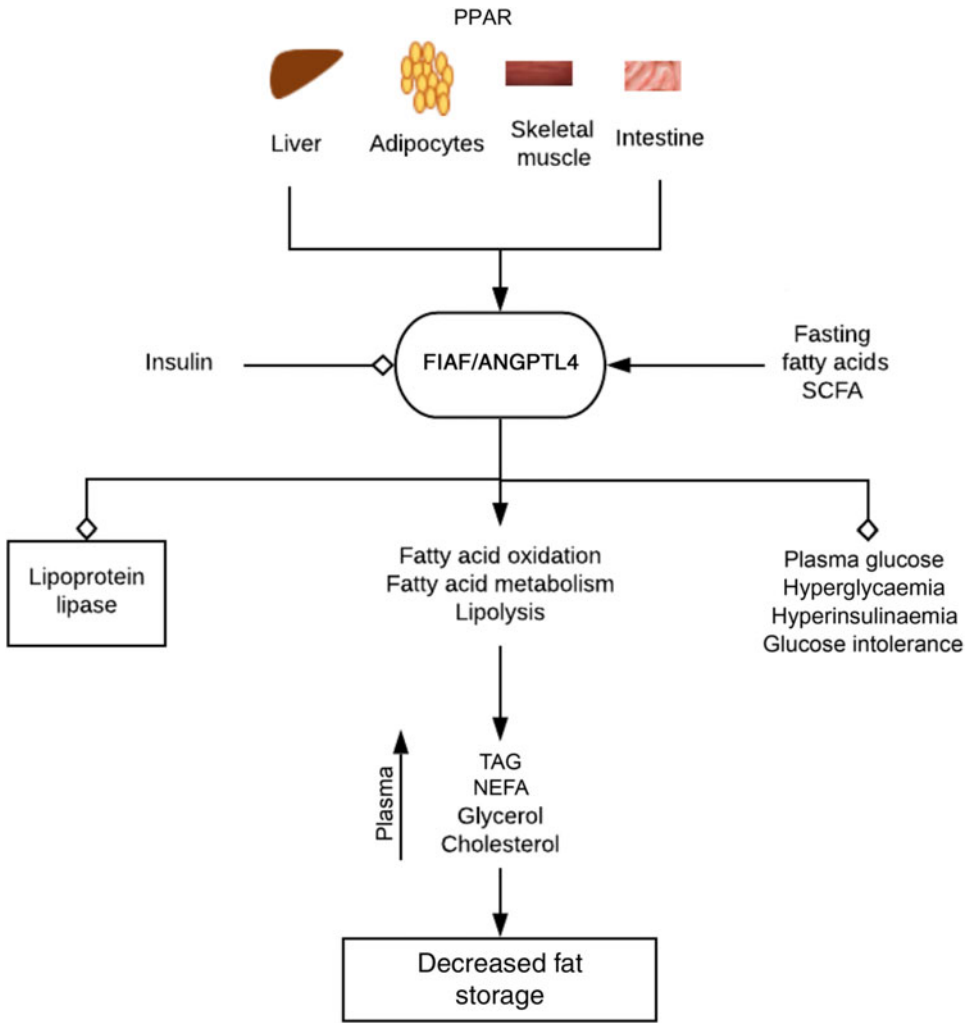 PPAR
Liver
Adipocytes
Skeletal
muscle
Intestine
Insulin
FIAF/ANGPTL4
Fasting
fatty acids
SCFA
Lipoprotein
lipase
Fatty acid oxidation
Fatty acid metabolism
Lipolysis
Plasma glucose
Hyperglycaemia
Hyperinsulinaemia
Glucose intolerance
Plasma
TAG
NEFA
Glycerol
Cholesterol
Decreased fat
storage